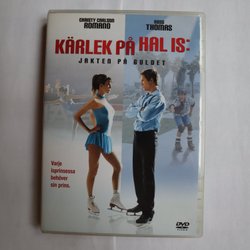 CHRISTY CARLSON
ROMANO
ROSS
THOMAS
KÄRLEK PÅ HAL IS:
JAKTEN PÅ GULDET
Varje
isprinsessa
behöver
sin prins.
DVD